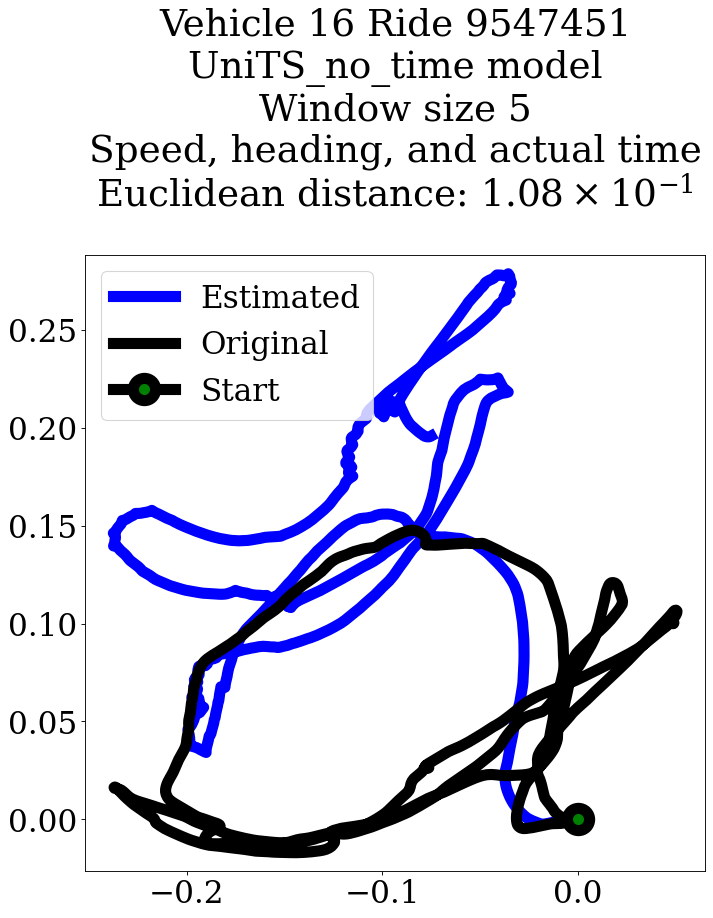 Vehicle 16 Ride 9547451
UniTS_no_time model
Window size 5
Speed, heading, and actual time
Euclidean distance: 1.08 × 10⁻¹
Estimated
Original
Start
0.25
0.20
0.15
0.10
0.05
0.00
−0.2
−0.1
0.0